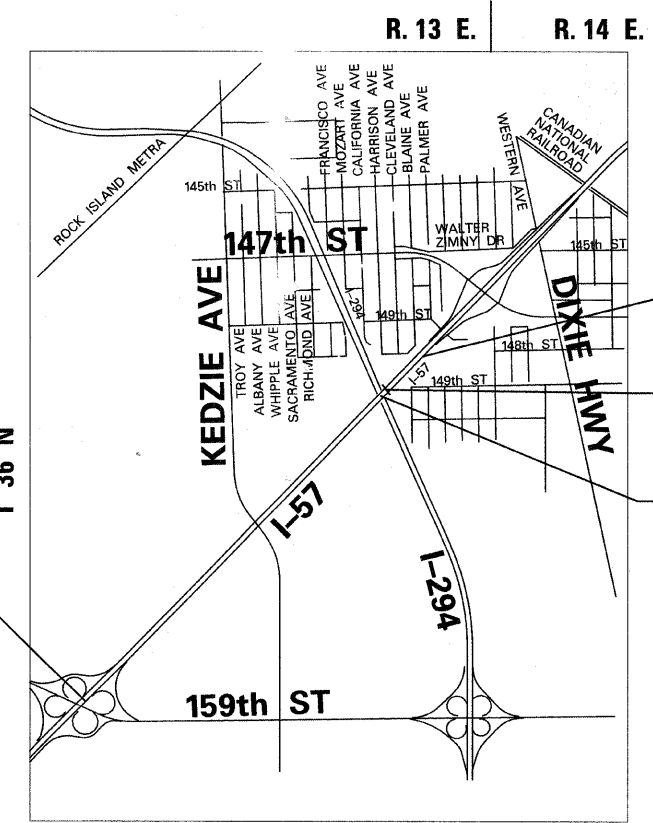 R. 13 E.
R. 14 E.
FRANCISCO AVE
MOZART AVE
CALIFORNIA AVE
HARRISON AVE
CLEVELAND AVE
BLAINE AVE
PALMER AVE
WESTERN AVE
CANADIAN
NATIONAL
RAILROAD
ROCK ISLAND METRA
145th ST
147th ST
WALTER
ZIMNY DR
145th ST
KEDZIE AVE
I-294
149th ST
DIXIE HWY
148th ST
TROY AVE
ALBANY AVE
WHIPPLE AVE
SACRAMENTO AVE
RICHMOND AVE
I-57
149th ST
36 N
I-57
I-294
159th ST